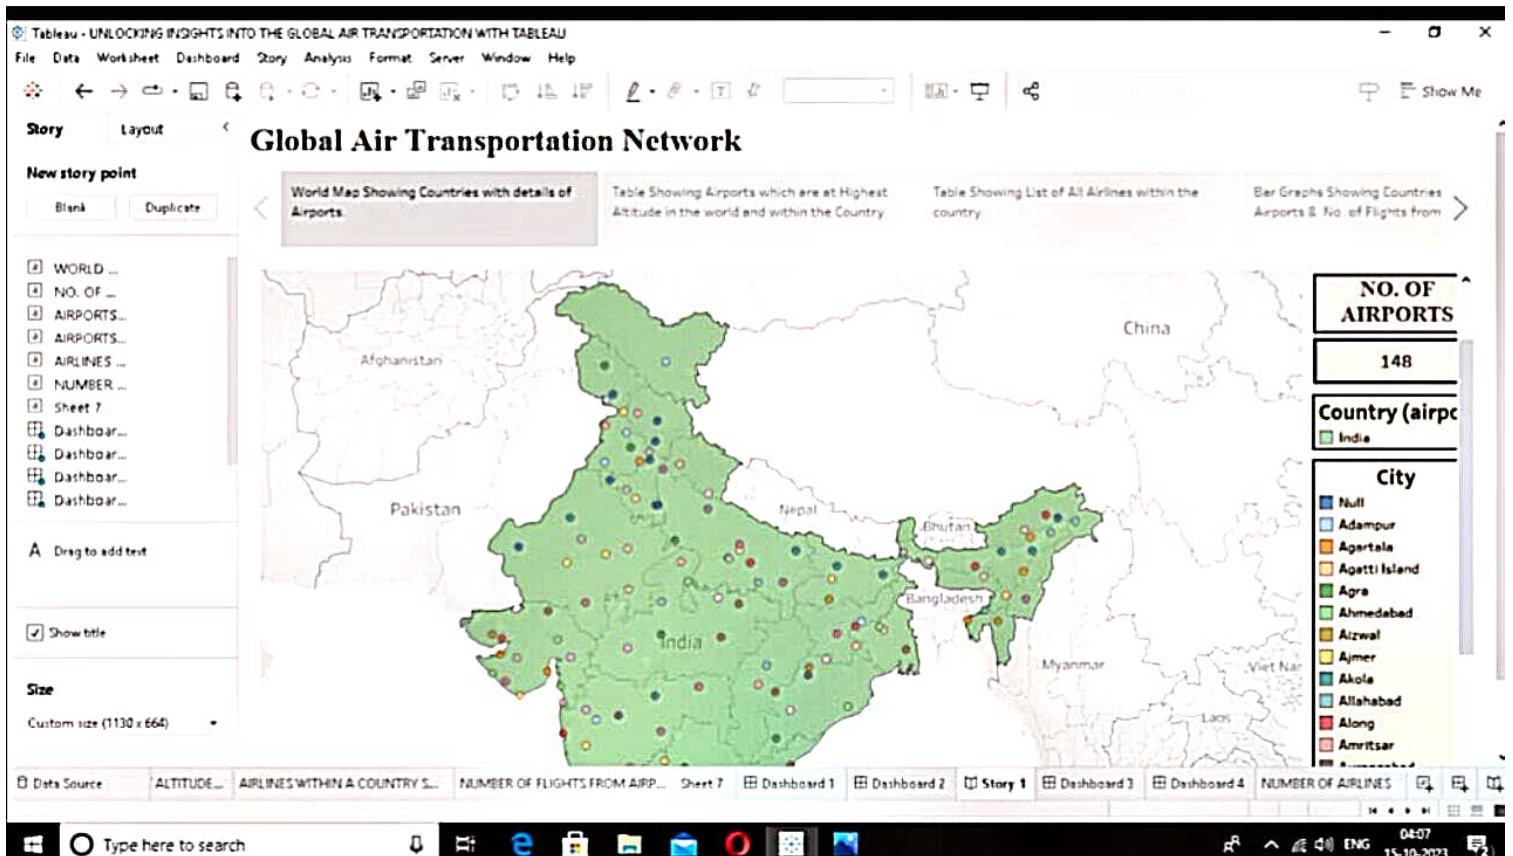 Tableau - UNLOCKING INSIGHTS INTO THE GLOBAL AIR TRANSPORTATION WITH TABLEAU
File Data Worksheet Dashboard Story Analysis Format Server Window Help
Show Me
Story Layout
Global Air Transportation Network
New story point
Blank Duplicate
World Map Showing Countries with details of
Airports.
Table Showing Airports which are at Highest
Altitude in the world and within the Country
Table Showing List of All Airlines within the
country
Bar Graphs Showing Countries
Airports & No. of Flights from
WORLD ...
NO. OF ...
AIRPORTS...
AIRPORTS...
AIRLINES ...
NUMBER ...
Sheet 7
Dashboar...
Dashboar...
Dashboar...
Dashboar...
A Drag to add text
Show title
Size
Custom size (1130 x 664)
China
Afghanistan
Pakistan
Nepal
Bhutan
Bangladesh
India
Myanmar
Viet Nar
Laos
NO. OF
AIRPORTS
148
Country (airpo
India
City
Null
Adampur
Agartala
Agatti Island
Agra
Ahmedabad
Aizwal
Ajmer
Akola
Allahabad
Along
Amritsar
Data Source ALTITUDE... AIRLINES WITHIN A COUNTRY S... NUMBER OF FLIGHTS FROM AIRP... Sheet 7 Dashboard 1 Dashboard 2 Story 1 Dashboard 3 Dashboard 4 NUMBER OF AIRLINES
Type here to search
ENG
04:07
15-10-2023